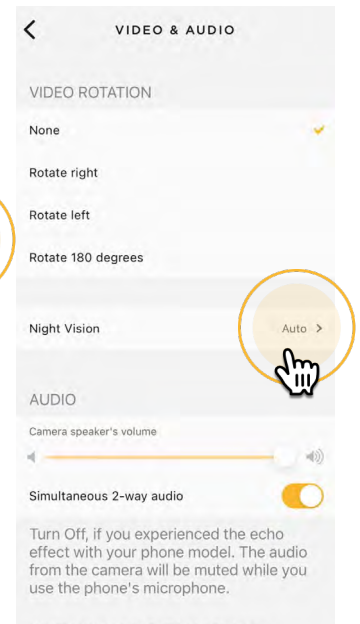 VIDEO & AUDIO
VIDEO ROTATION
None
Rotate right
Rotate left
Rotate 180 degrees
Night Vision
Auto >
AUDIO
Camera speaker's volume
Simultaneous 2-way audio
Turn Off, if you experienced the echo
effect with your phone model. The audio
from the camera will be muted while you
use the phone's microphone.